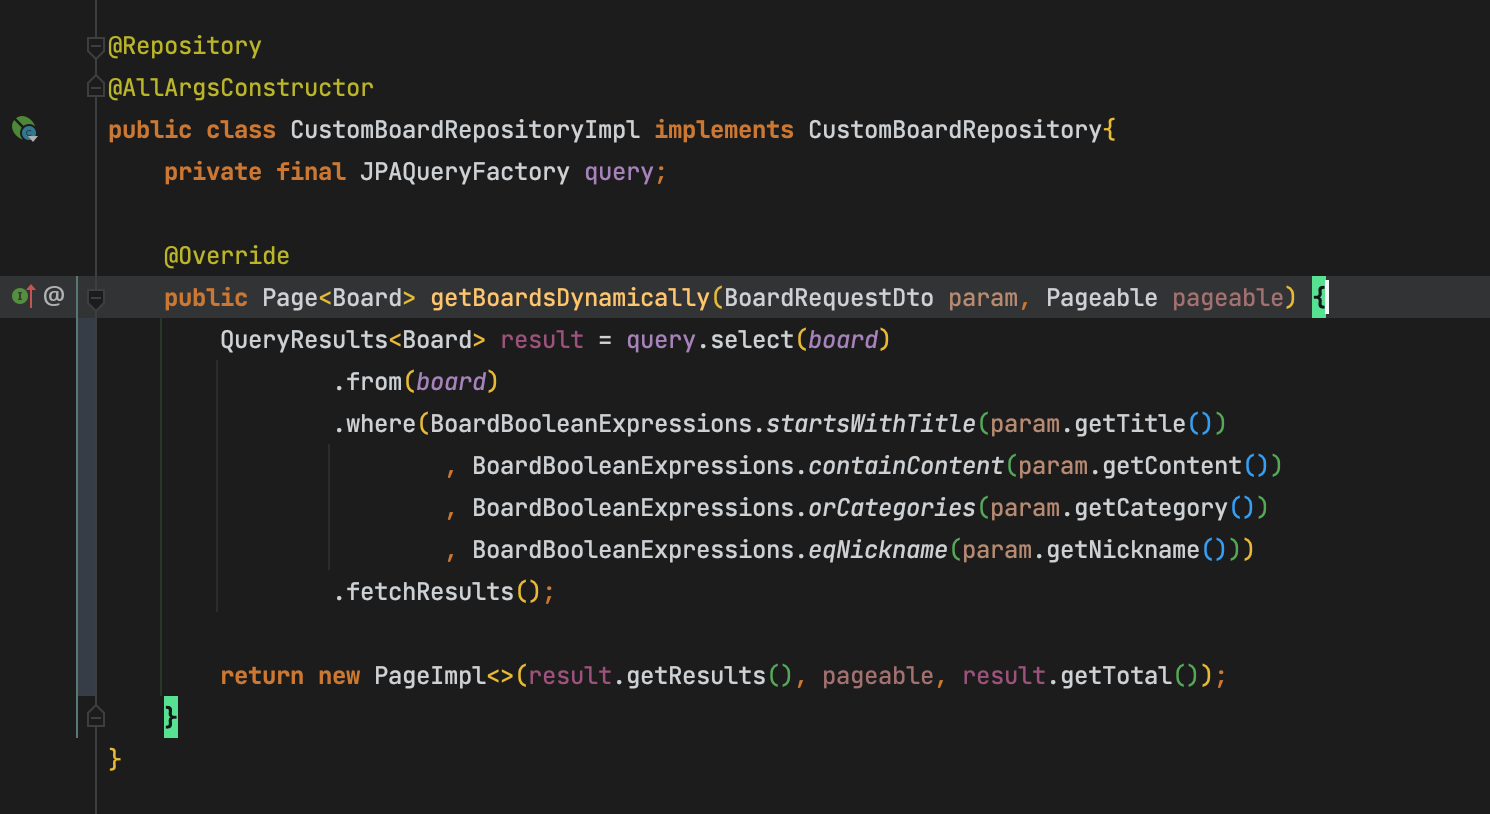 @Repository
@AllArgsConstructor
public class CustomBoardRepositoryImpl implements CustomBoardRepository{
    private final JPAQueryFactory query;
    @Override
@
    public Page<Board> getBoardsDynamically(BoardRequestDto param, Pageable pageable) {
        QueryResults<Board> result = query.select(board)
                .from(board)
                .where(BoardBooleanExpressions.startsWithTitle(param.getTitle())
                        , BoardBooleanExpressions.containContent(param.getContent())
                        , BoardBooleanExpressions.orCategories(param.getCategory())
                        , BoardBooleanExpressions.eqNickname(param.getNickname()))
                .fetchResults();
        return new PageImpl<>(result.getResults(), pageable, result.getTotal());
    }
}